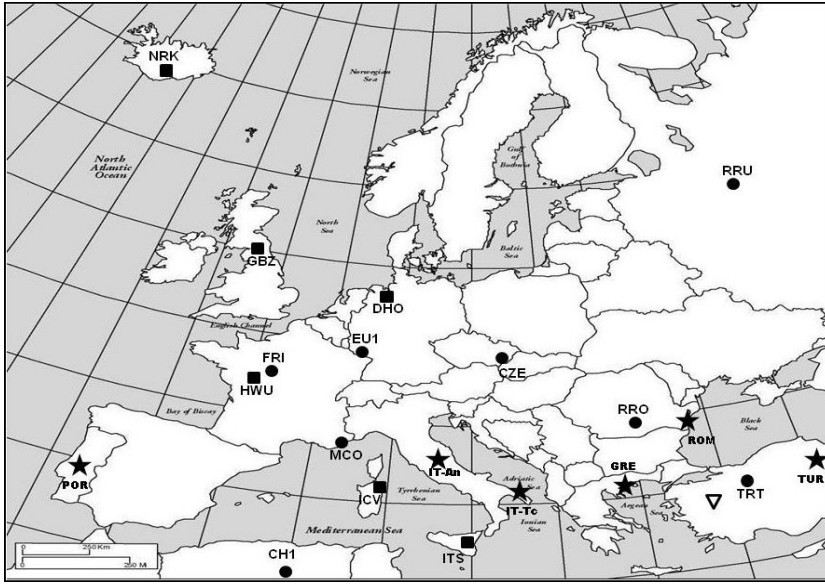 NRK
Norwegian
Sea
North
Atlantic
Ocean
Gulf
of
Bothnia
RRU
North
Sea
Baltic
Sea
GBZ
DHO
English Channel
EU1
FRI
CZE
HWU
Bay of Biscay
RRO
Black
Sea
ROM
MCO
IT-An
POR
GRE
TUR
Adriatic
Sea
ICV
Tyrrhenian
Sea
TRT
IT-Tc
Aegean
Sea
Ionian
Sea
Mediterranean Sea
ITS
CH1
0
250 Km
0
250 Mi